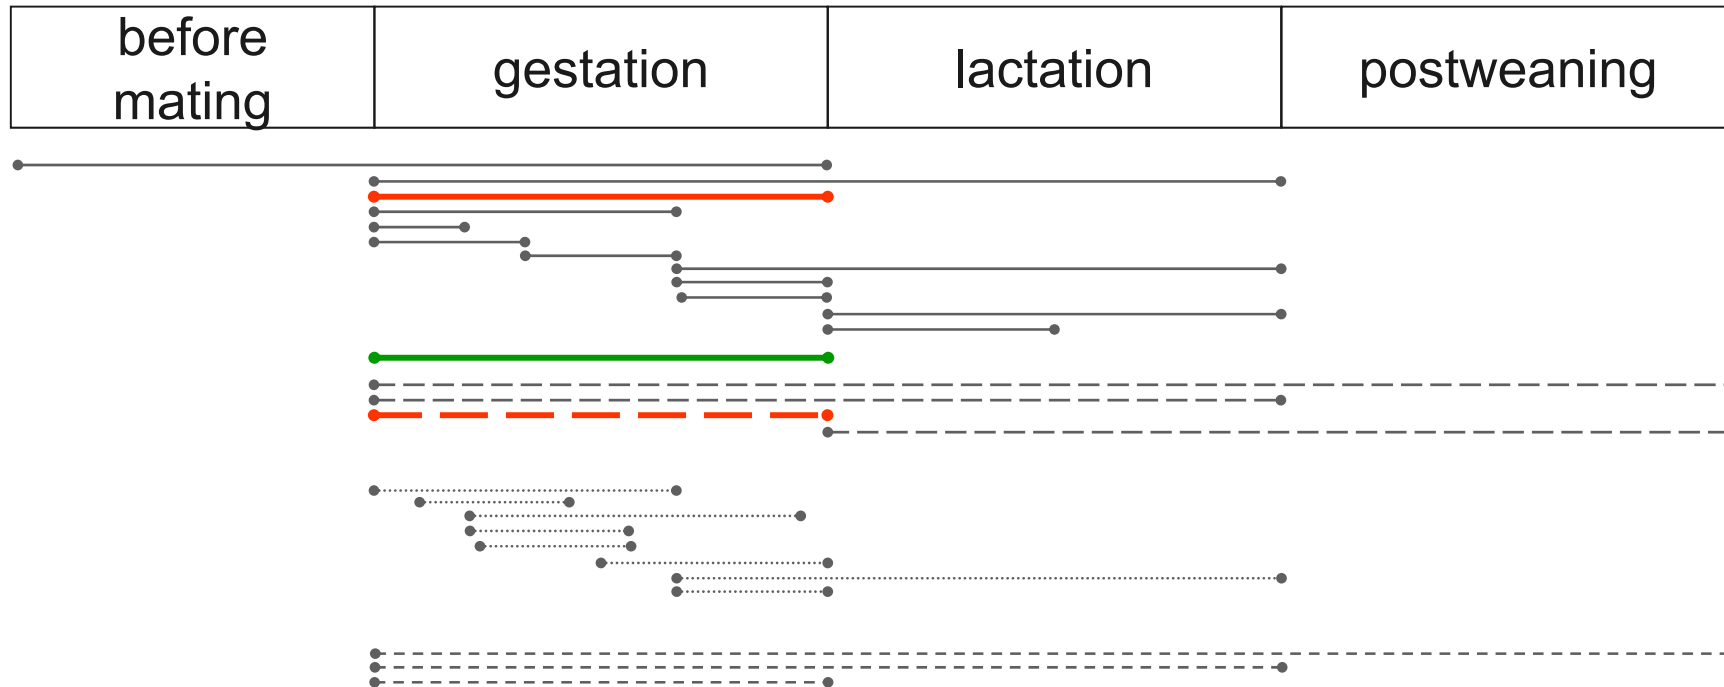 before
mating
gestation
lactation
postweaning